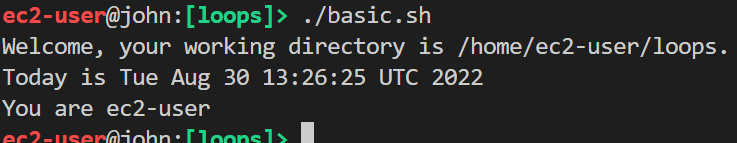 ec2-user@john:[loops]> ./basic.sh
Welcome, your working directory is /home/ec2-user/loops.
Today is Tue Aug 30 13:26:25 UTC 2022
You are ec2-user
ec2-user@john:[loops]>